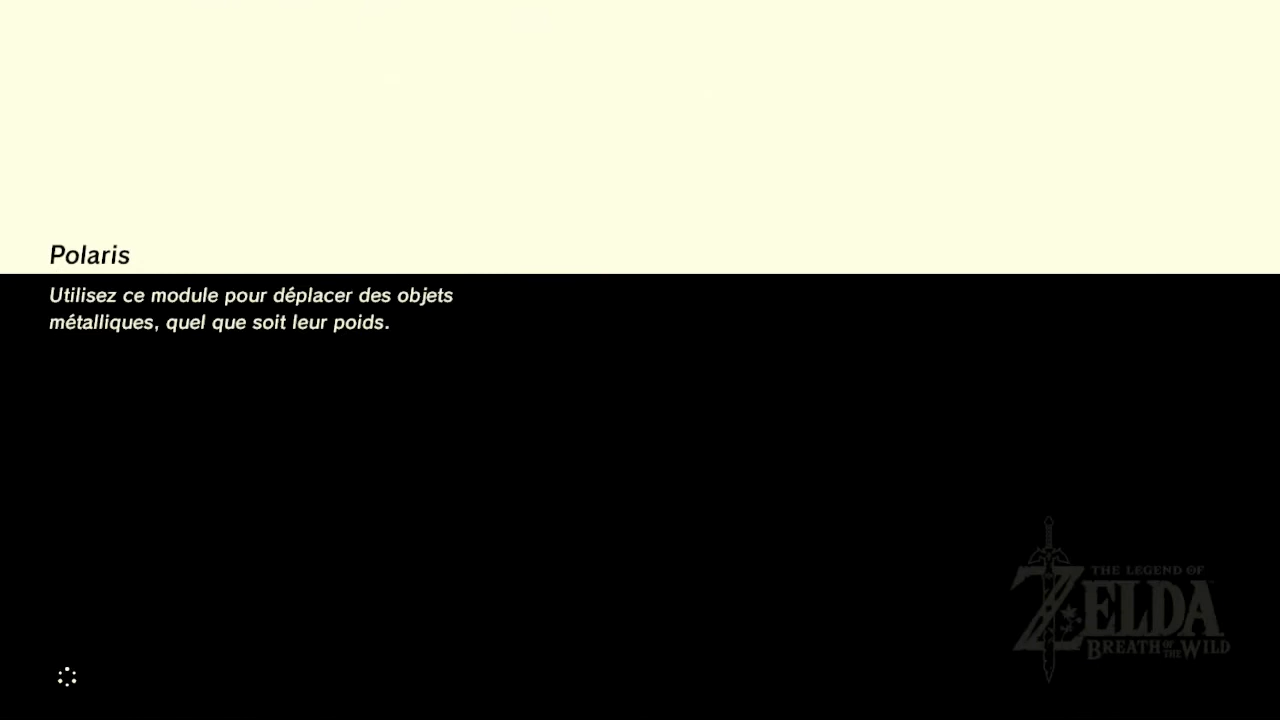 Polaris
Utilisez ce module pour déplacer des objets
métalliques, quel que soit leur poids.
THE LEGEND OF
ZELDA
BREATH OF THE WILD